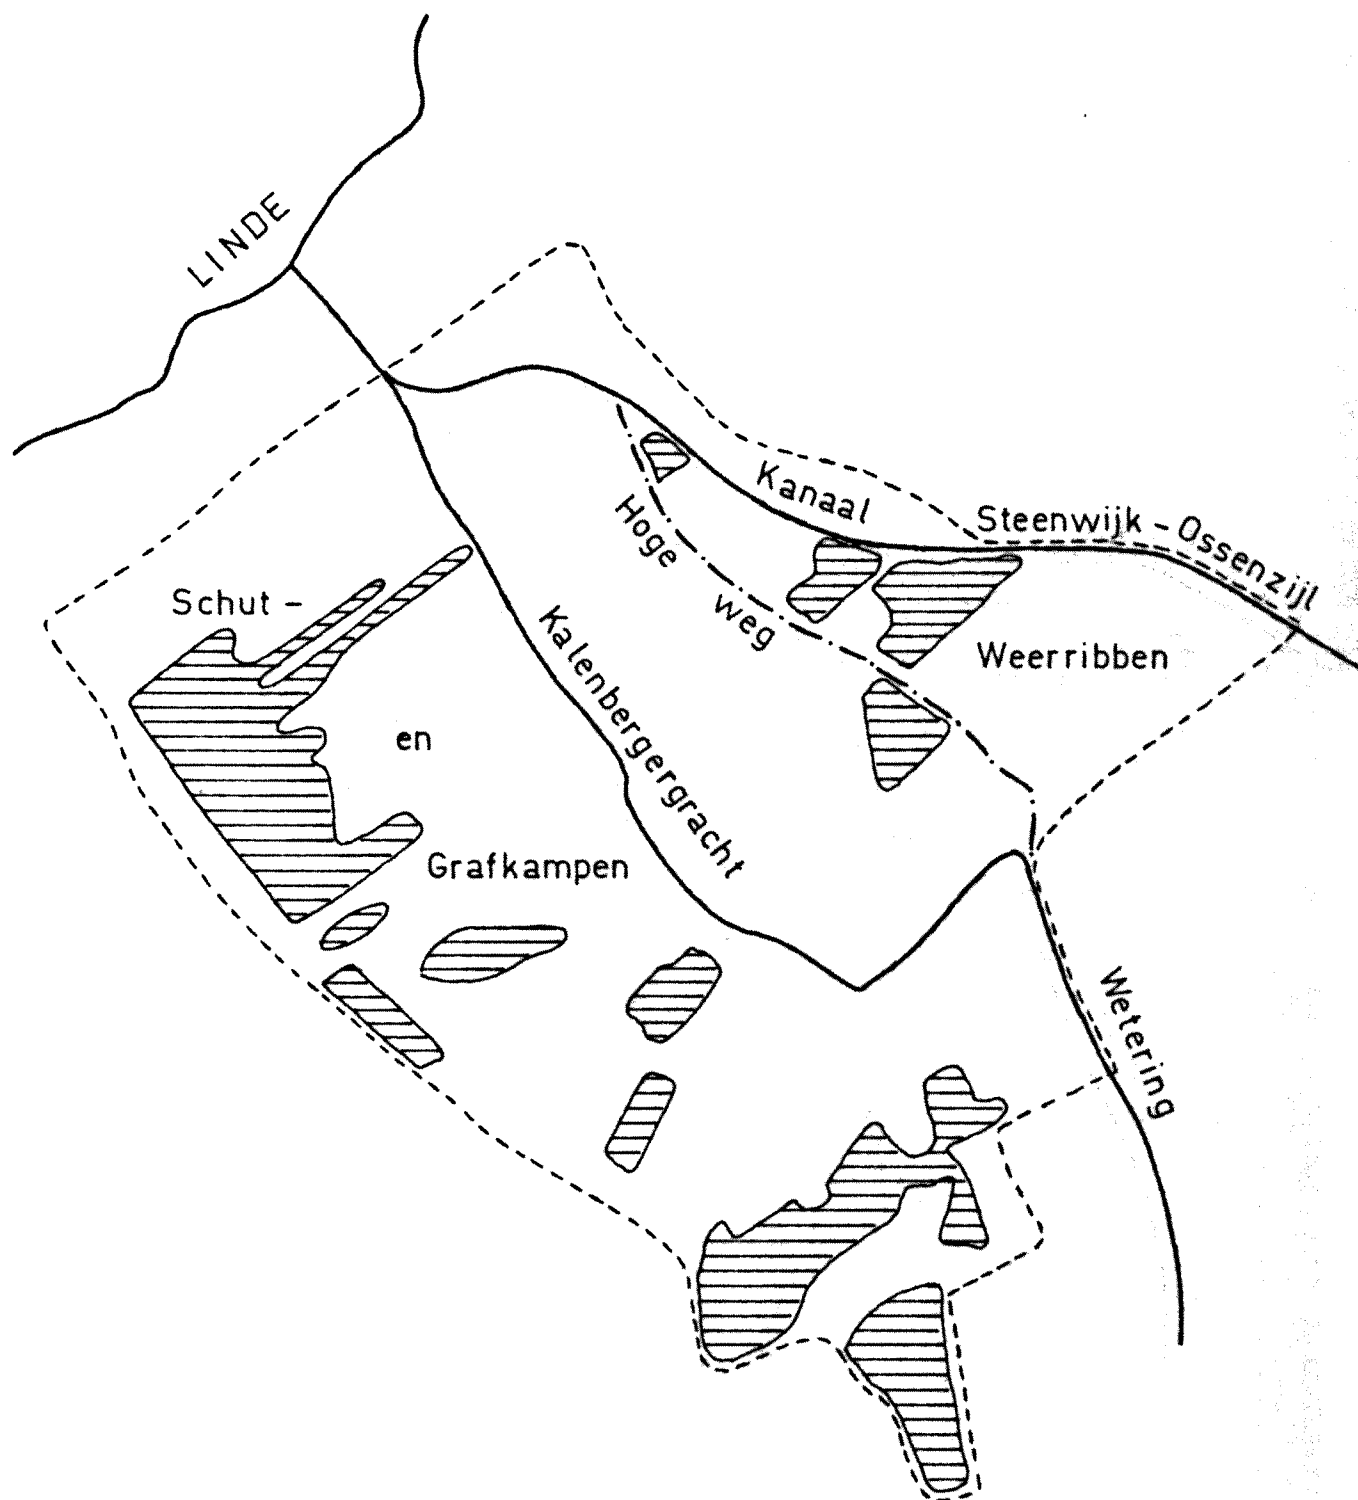 LINDE
Kanaal
Steenwijk - Ossenzijl
Hoge
weg
Schut -
Weerribben
Kalenbergergracht
en
Grafkampen
Wetering